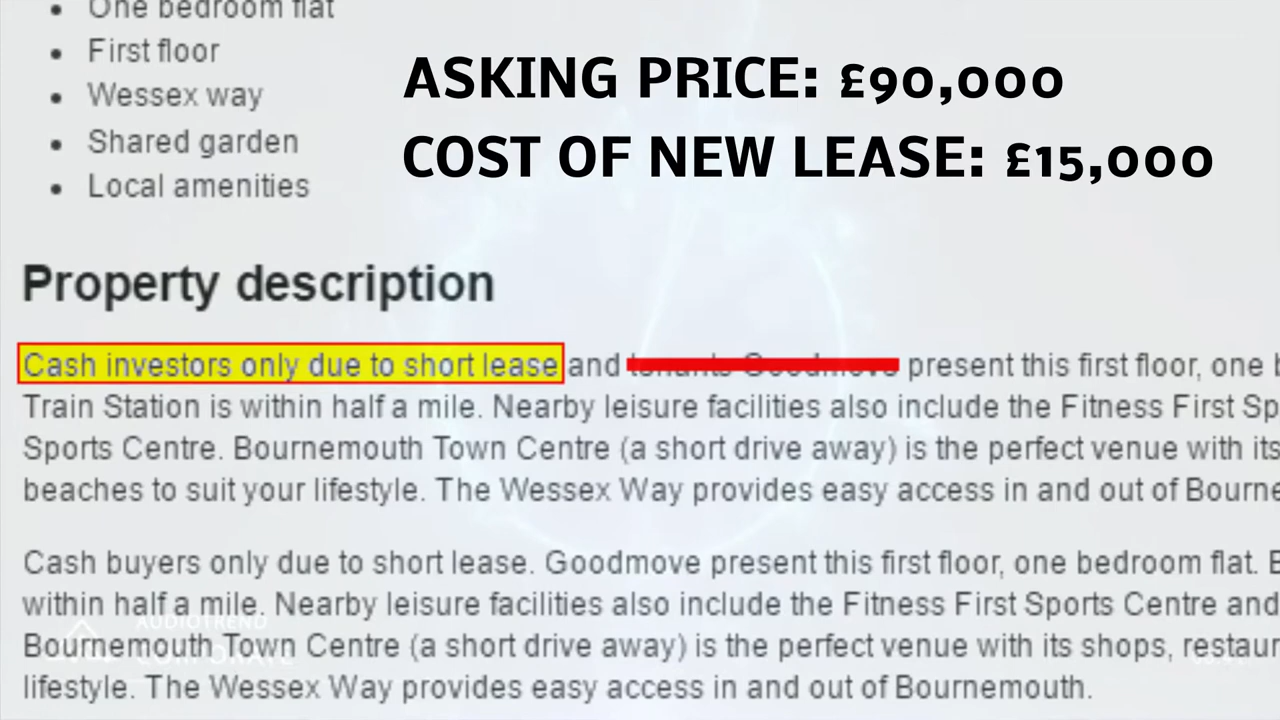 One bedroom flat
First floor
Wessex way
Shared garden
Local amenities
ASKING PRICE: £90,000
COST OF NEW LEASE: £15,000
Property description
Cash investors only due to short lease and tenants Goodmove present this first floor, one b
Train Station is within half a mile. Nearby leisure facilities also include the Fitness First Sp
Sports Centre. Bournemouth Town Centre (a short drive away) is the perfect venue with its
beaches to suit your lifestyle. The Wessex Way provides easy access in and out of Bourne
Cash buyers only due to short lease. Goodmove present this first floor, one bedroom flat. B
within half a mile. Nearby leisure facilities also include the Fitness First Sports Centre and
Bournemouth Town Centre (a short drive away) is the perfect venue with its shops, restaur
lifestyle. The Wessex Way provides easy access in and out of Bournemouth.
AUDIOTREND
CORPORATE